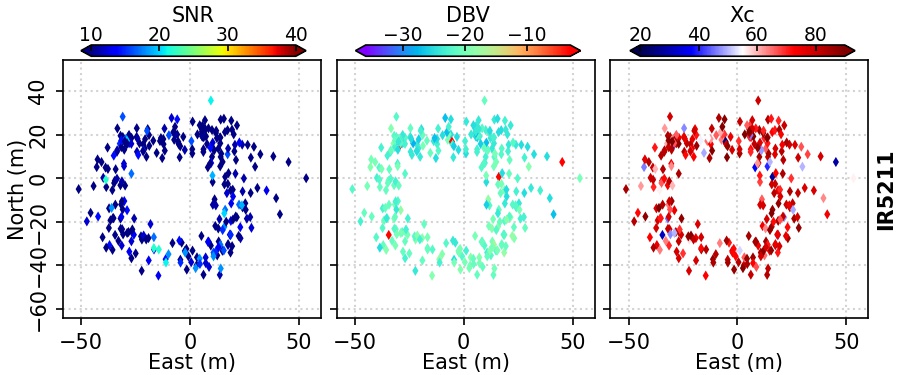 SNR DBV Xc
10 20 30 40 −30 −20 −10 20 40 60 80
40
20
0
−20
−40
−60
North (m)
IR5211
−50 0 50 −50 0 50 −50 0 50
East (m) East (m) East (m)